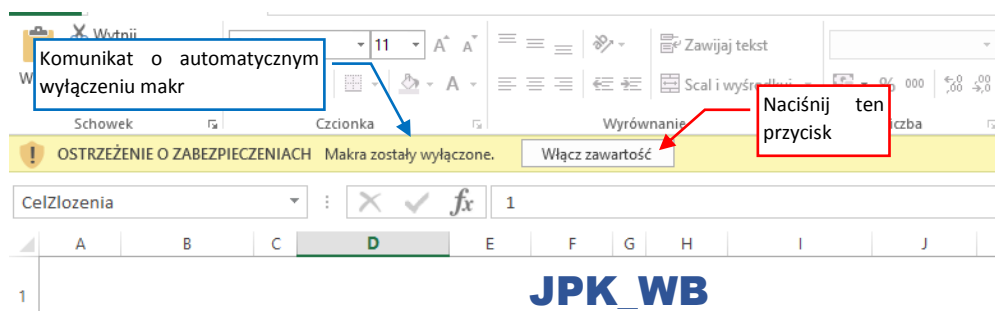 Wytnij
11
A A
Zawijaj tekst
Komunikat o automatycznym
wyłączeniu makr
A
Scal i wyśrodkuj
% 000
Naciśnij ten
przycisk
Schowek
Czcionka
Wyrównanie
iczba
OSTRZEŻENIE O ZABEZPIECZENIACH Makra zostały wyłączone. Włącz zawartość
CelZlozenia
fx 1
A B C D E F G H I J
1 JPK_WB